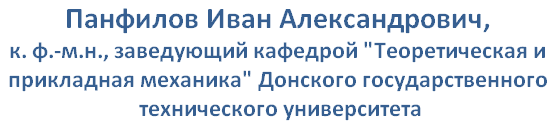 Панфилов Иван Александрович,
к. ф.-м.н., заведующий кафедрой "Теоретическая и
прикладная механика" Донского государственного
технического университета